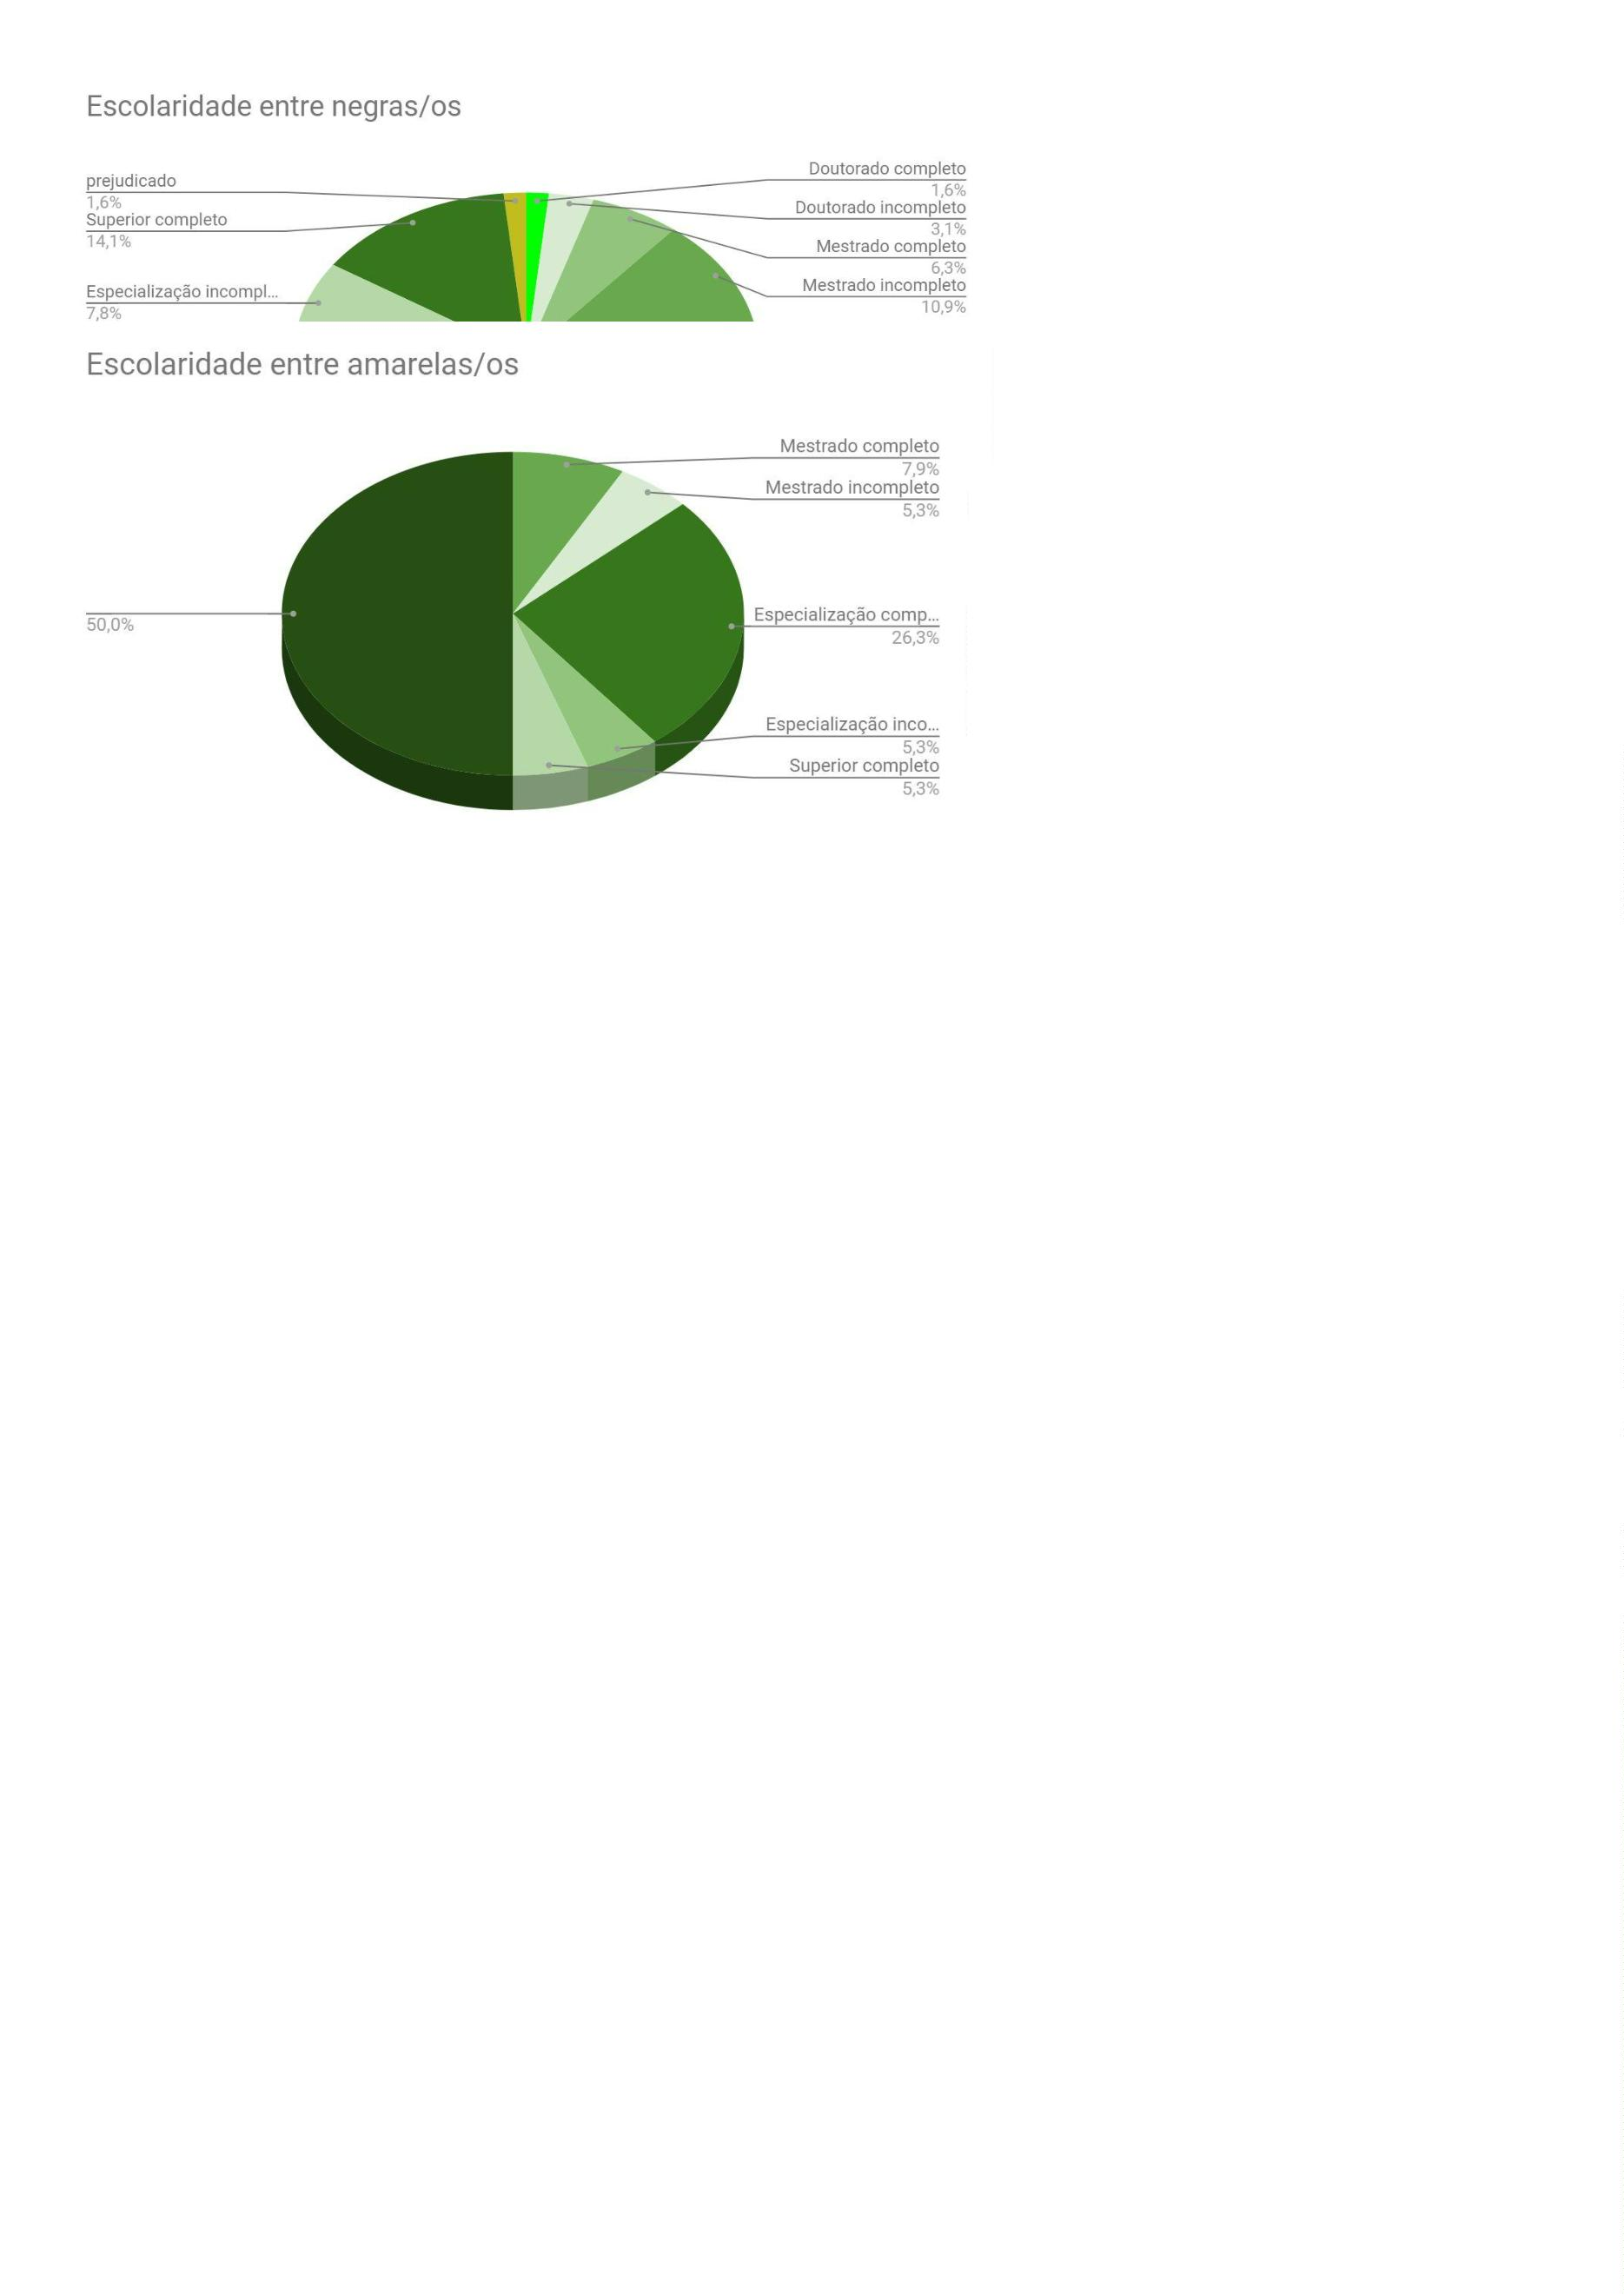 Escolaridade entre negras/os
prejudicado
1,6%
Superior completo
14,1%
Especialização incompl…
7,8%
Doutorado completo
1,6%
Doutorado incompleto
3,1%
Mestrado completo
6,3%
Mestrado incompleto
10,9%
Escolaridade entre amarelas/os
50,0%
Mestrado completo
7,9%
Mestrado incompleto
5,3%
Especialização comp…
26,3%
Especialização inco…
5,3%
Superior completo
5,3%